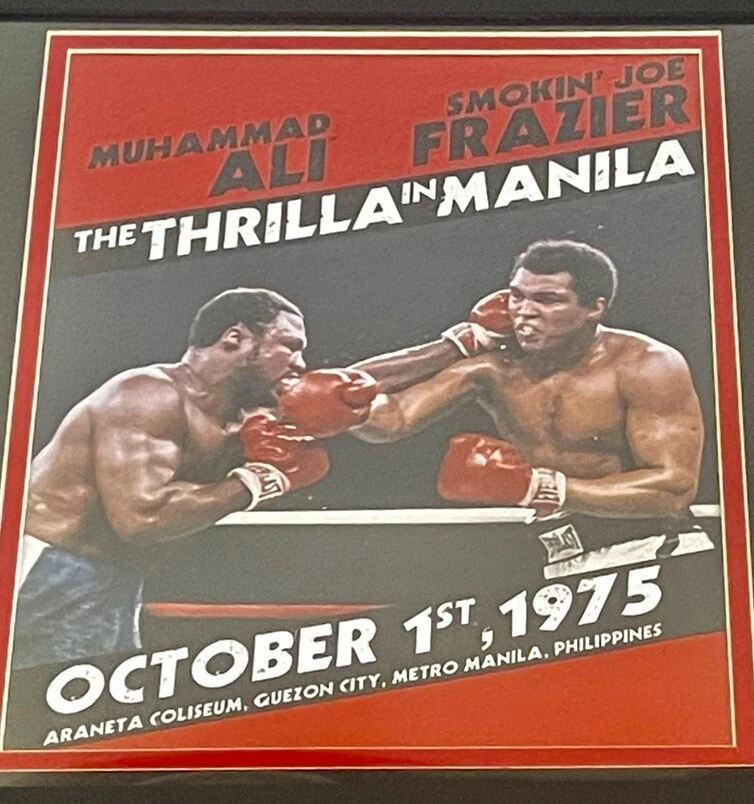 MUHAMMAD
ALI
SMOKIN' JOE
FRAZIER
THE THRILLA IN MANILA
EVERLAST
EVERLAST
OCTOBER 1ST, 1975
ARANETA COLISEUM, QUEZON CITY, METRO MANILA, PHILIPPINES